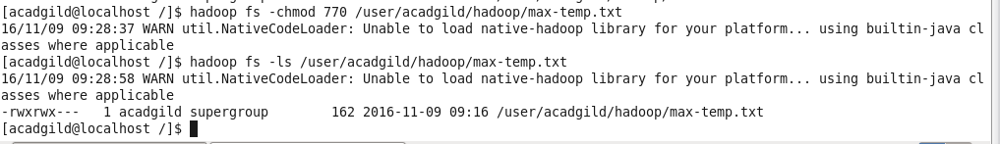 [acadgild@localhost /]$ hadoop fs -chmod 770 /user/acadgild/hadoop/max-temp.txt
16/11/09 09:28:37 WARN util.NativeCodeLoader: Unable to load native-hadoop library for your platform... using builtin-java cl
asses where applicable
[acadgild@localhost /]$ hadoop fs -ls /user/acadgild/hadoop/max-temp.txt
16/11/09 09:28:58 WARN util.NativeCodeLoader: Unable to load native-hadoop library for your platform... using builtin-java cl
asses where applicable
-rwxrwx---   1 acadgild supergroup        162 2016-11-09 09:16 /user/acadgild/hadoop/max-temp.txt
[acadgild@localhost /]$